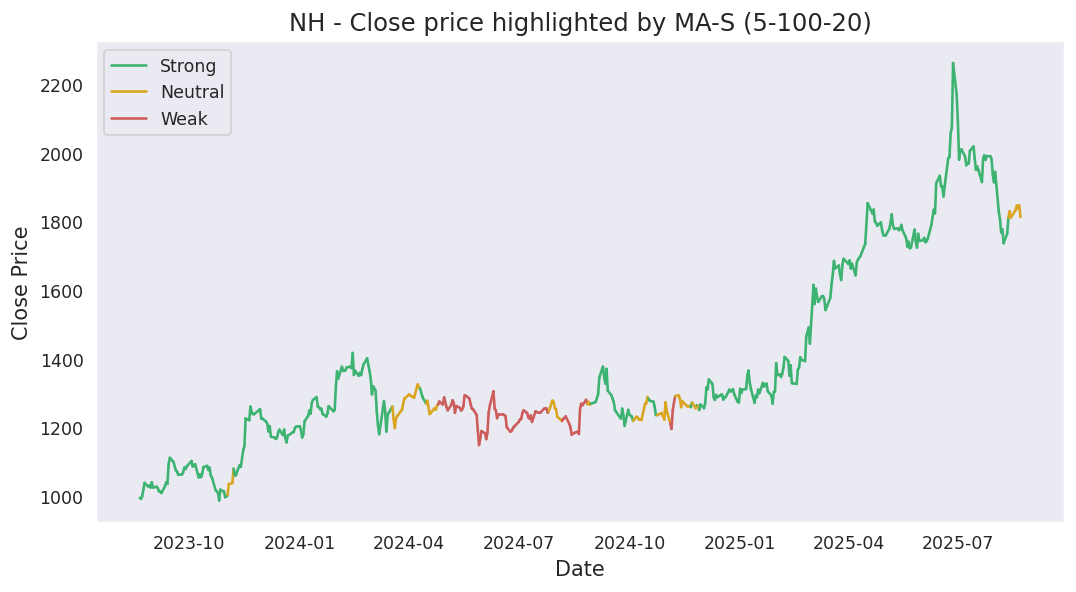 NH - Close price highlighted by MA-S (5-100-20)
Strong
Neutral
Weak
Close Price
2200
2000
1800
1600
1400
1200
1000
2023-10 2024-01 2024-04 2024-07 2024-10 2025-01 2025-04 2025-07
Date